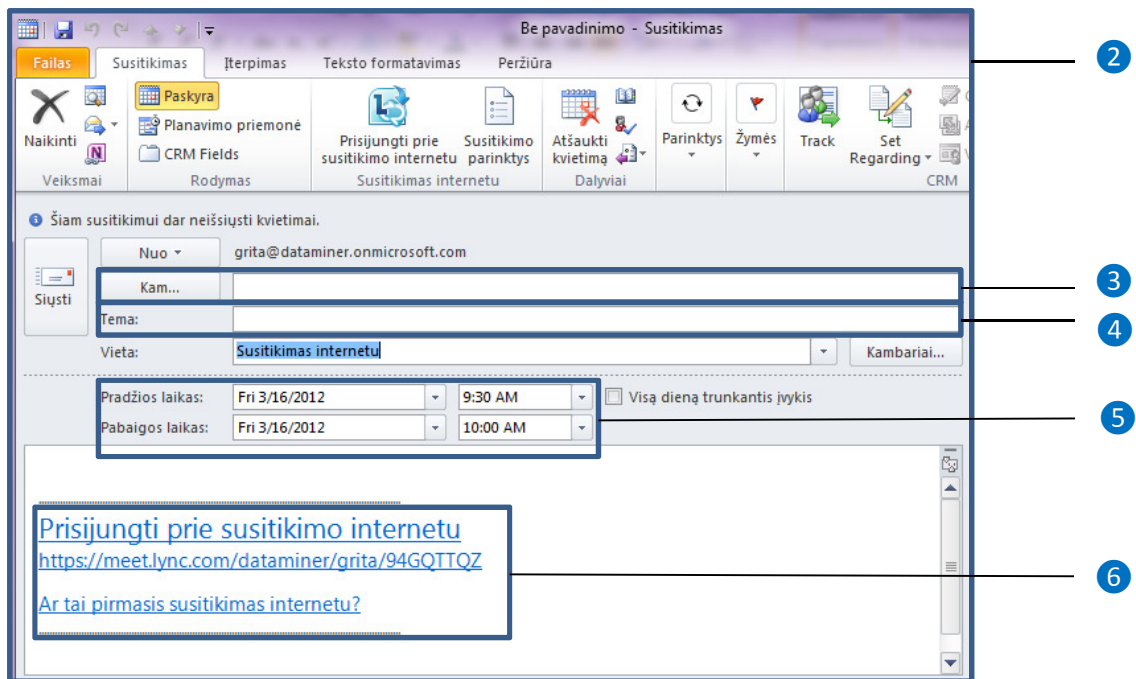 Be pavadinimo - Susitikimas
Failas Susitikimas Įterpimas Teksto formatavimas Peržiūra
2
Naikinti
Paskyra
Planavimo priemonė
CRM Fields
Prisijungti prie susitikimo internetu
Susitikimo parinktys
Atšaukti kvietimą
Parinktys
Žymės
Track
Set Regarding
Veiksmai Rodymas Susitikimas internetu Dalyviai CRM
Šiam susitikimui dar neišsiųsti kvietimai.
Siųsti
Nuo grita@dataminer.onmicrosoft.com
Kam...
3
Tema:
4
Vieta: Susitikimas internetu Kambariai...
Pradžios laikas: Fri 3/16/2012 9:30 AM Visą dieną trunkantis įvykis
Pabaigos laikas: Fri 3/16/2012 10:00 AM
5
Prisijungti prie susitikimo internetu
https://meet.lync.com/dataminer/grita/94GQTTQZ
6
Ar tai pirmasis susitikimas internetu?